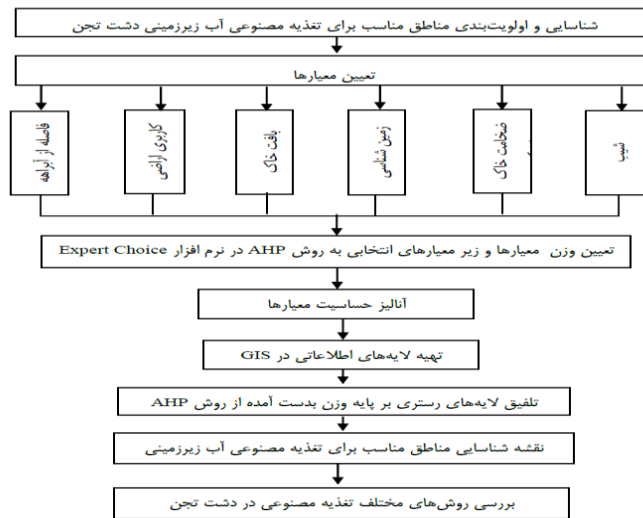 شناسایی و اولویت‌بندی مناطق مناسب برای تغذیه مصنوعی آب زیرزمینی دشت تجن
تعیین معیارها
شیب
ضخامت خاک
زمین شناسی
بافت خاک
کاربری اراضی
فاصله از آبراهه
تعیین وزن معیارها و زیر معیارهای انتخابی به روش AHP در نرم افزار Expert Choice
آنالیز حساسیت معیارها
تهیه لایه‌های اطلاعاتی در GIS
تلفیق لایه‌های رستری بر پایه وزن بدست آمده از روش AHP
نقشه شناسایی مناطق مناسب برای تغذیه مصنوعی آب زیرزمینی
بررسی روش‌های مختلف تغذیه مصنوعی در دشت تجن